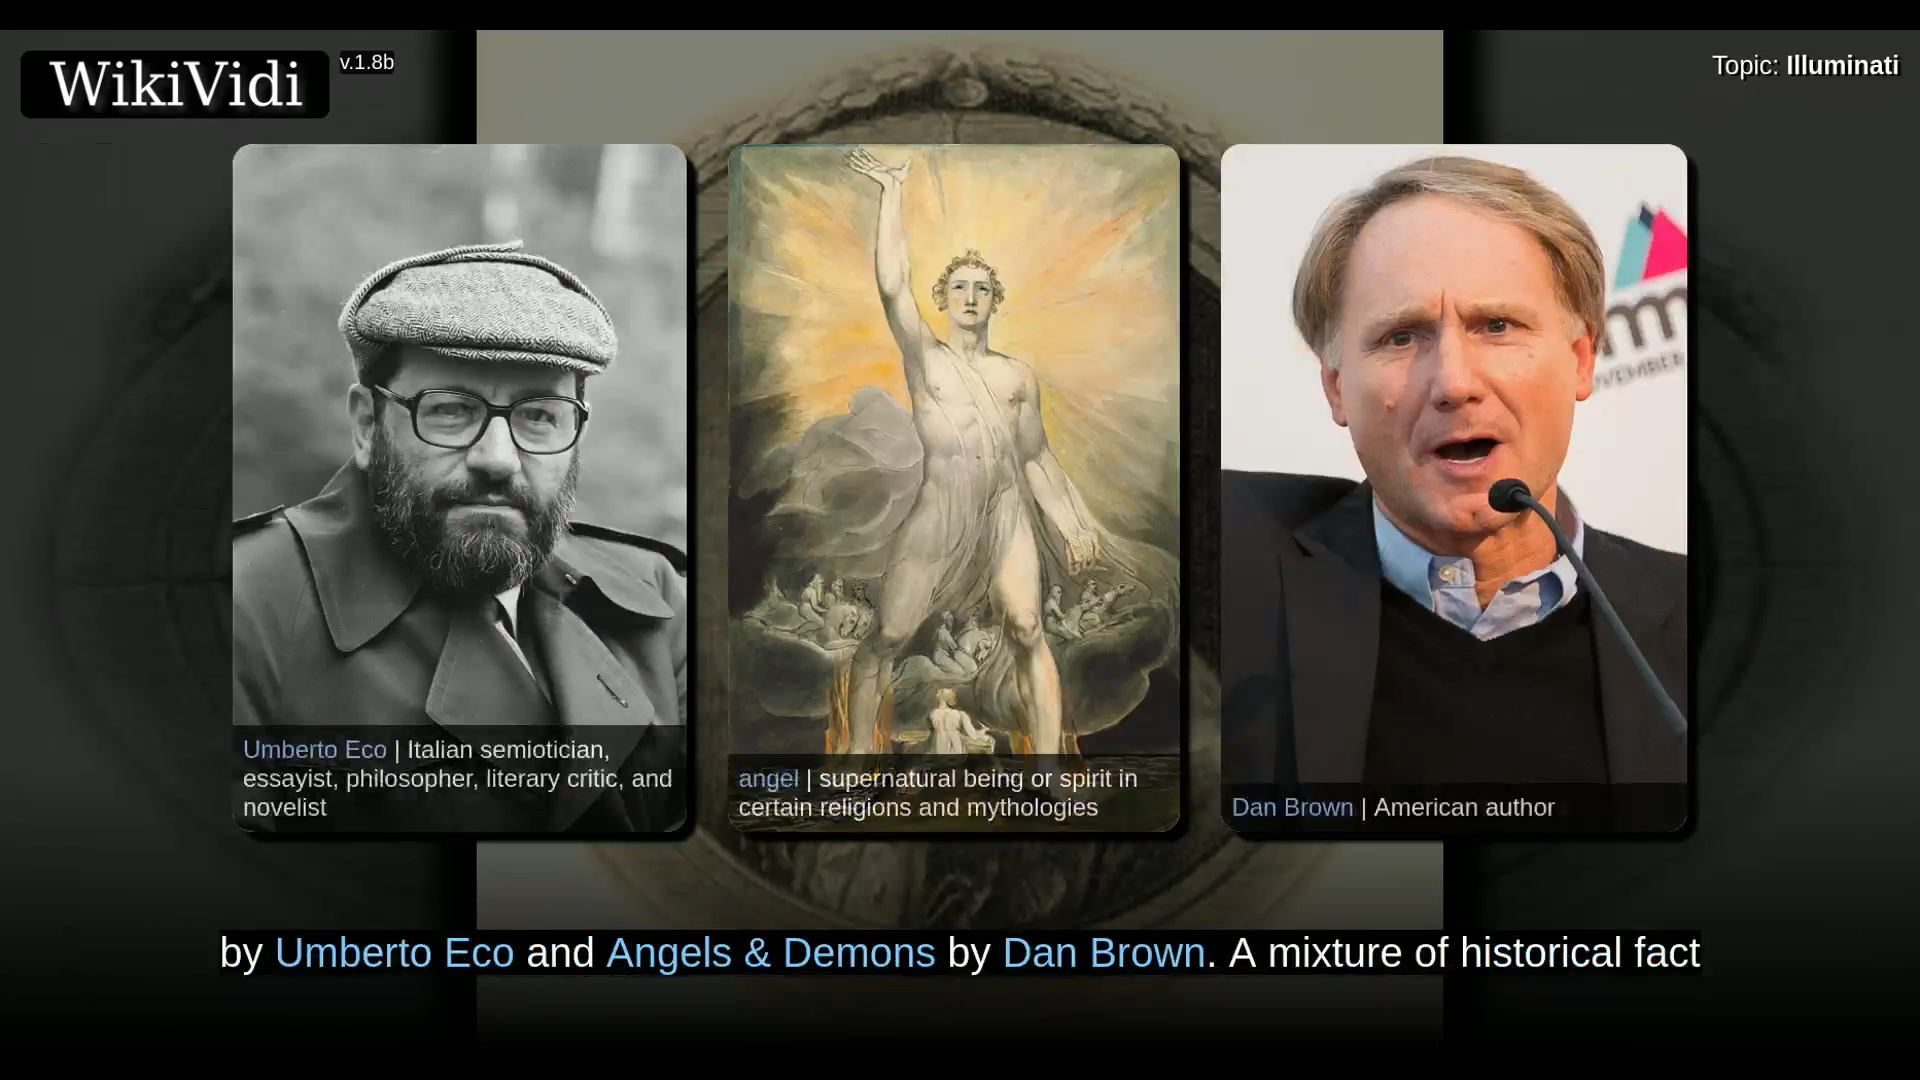 WikiVidi
v.1.8b
Topic: Illuminati
mm
OVEMBER
Umberto Eco | Italian semiotician,
essayist, philosopher, literary critic, and
novelist
angel | supernatural being or spirit in
certain religions and mythologies
Dan Brown | American author
by Umberto Eco and Angels & Demons by Dan Brown. A mixture of historical fact